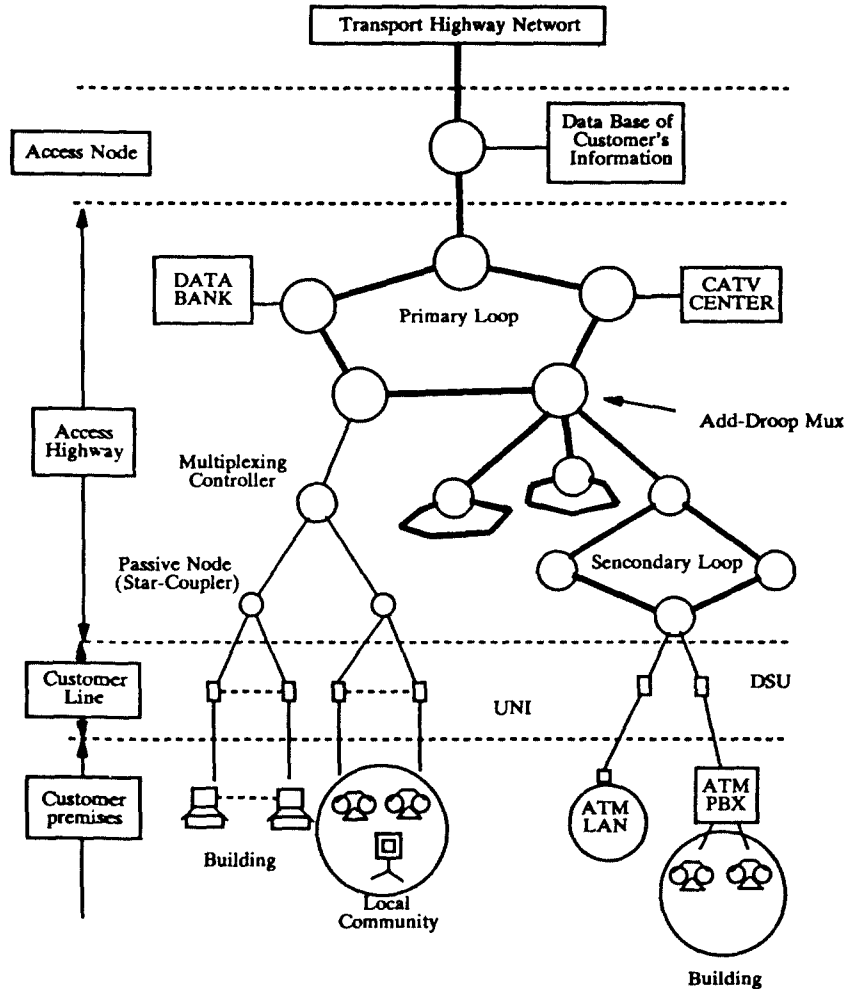 Transport Highway Networt
Access Node
Data Base of
Customer's
Information
DATA
BANK
CATV
CENTER
Primary Loop
Access
Highway
Add-Droop Mux
Multiplexing
Controller
Passive Node
(Star-Coupler)
Sencondary Loop
Customer
Line
UNI
DSU
Customer
premises
ATM
LAN
ATM
PBX
Building
Local
Community
Building